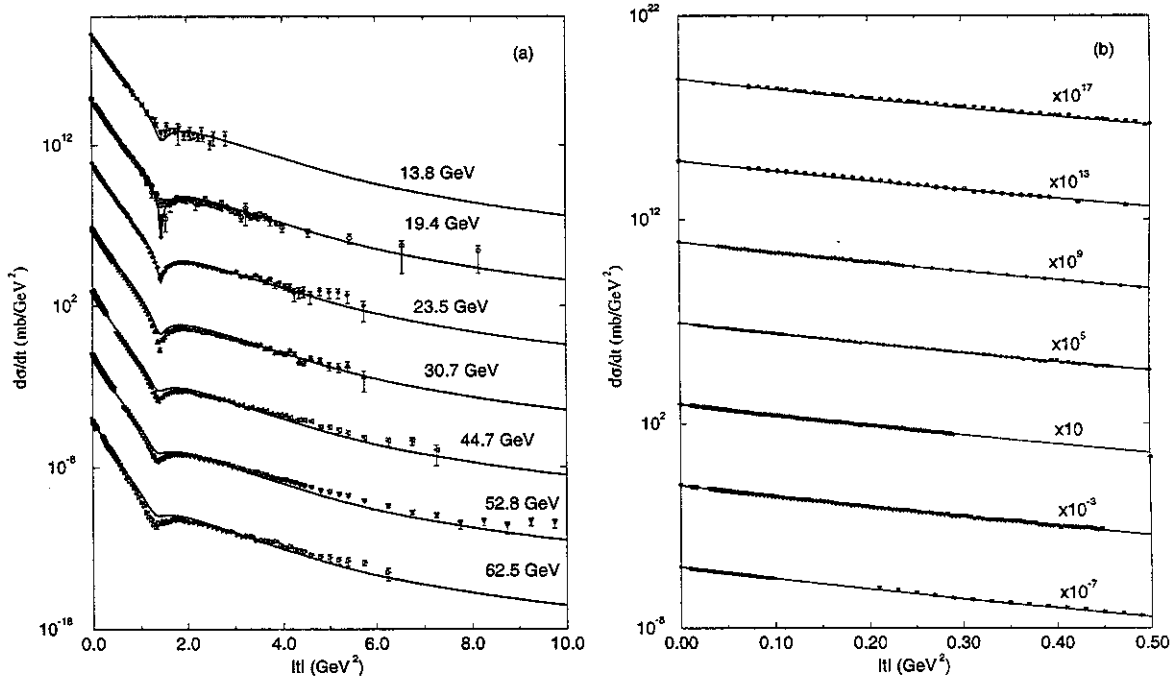 (a)
10^12
10^2
10^-8
10^-18
dσ/dt (mb/GeV^2)
13.8 GeV
19.4 GeV
23.5 GeV
30.7 GeV
44.7 GeV
52.8 GeV
62.5 GeV
0.0 2.0 4.0 6.0 8.0 10.0
|t| (GeV^2)
(b)
10^22
10^12
10^2
10^-8
dσ/dt (mb/GeV^2)
x10^17
x10^13
x10^9
x10^5
x10
x10^-3
x10^-7
0.00 0.10 0.20 0.30 0.40 0.50
|t| (GeV^2)